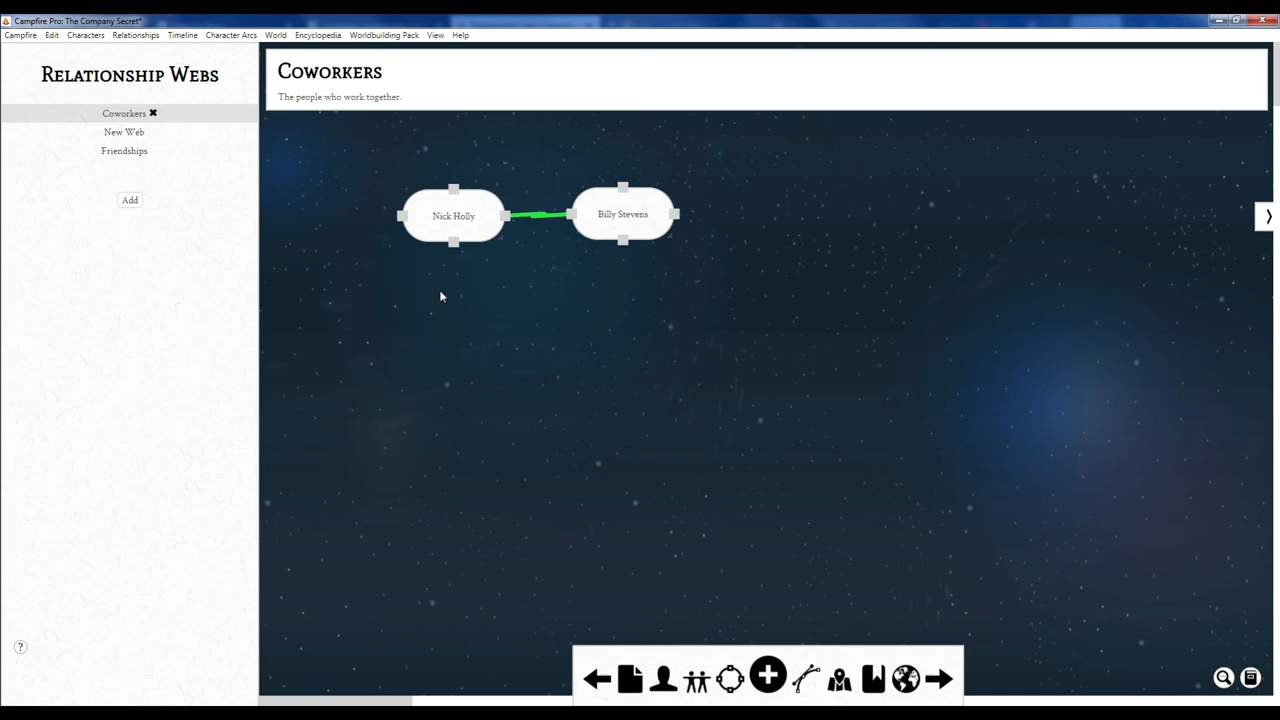 Campfire Pro: The Company Secret*
Campfire Edit Characters Relationships Timeline Character Arcs World Encyclopedia Worldbuilding Pack View Help
Relationship Webs
Coworkers ✖
New Web
Friendships
Add
?
Coworkers
The people who work together.
Nick Holly
Billy Stevens